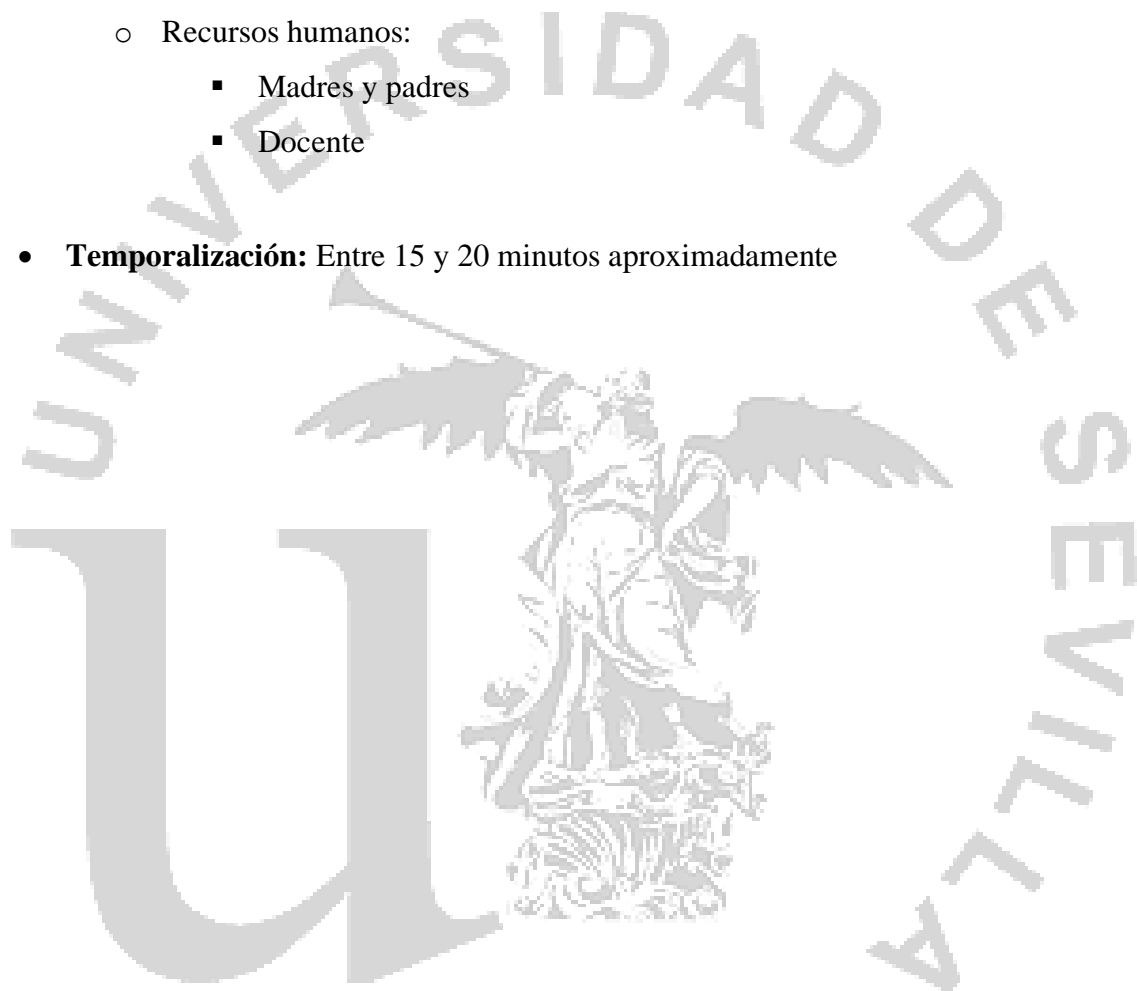 o Recursos humanos:
▪ Madres y padres
▪ Docente
• Temporalización: Entre 15 y 20 minutos aproximadamente
UNIVERSIDAD DE SEVILLA
u